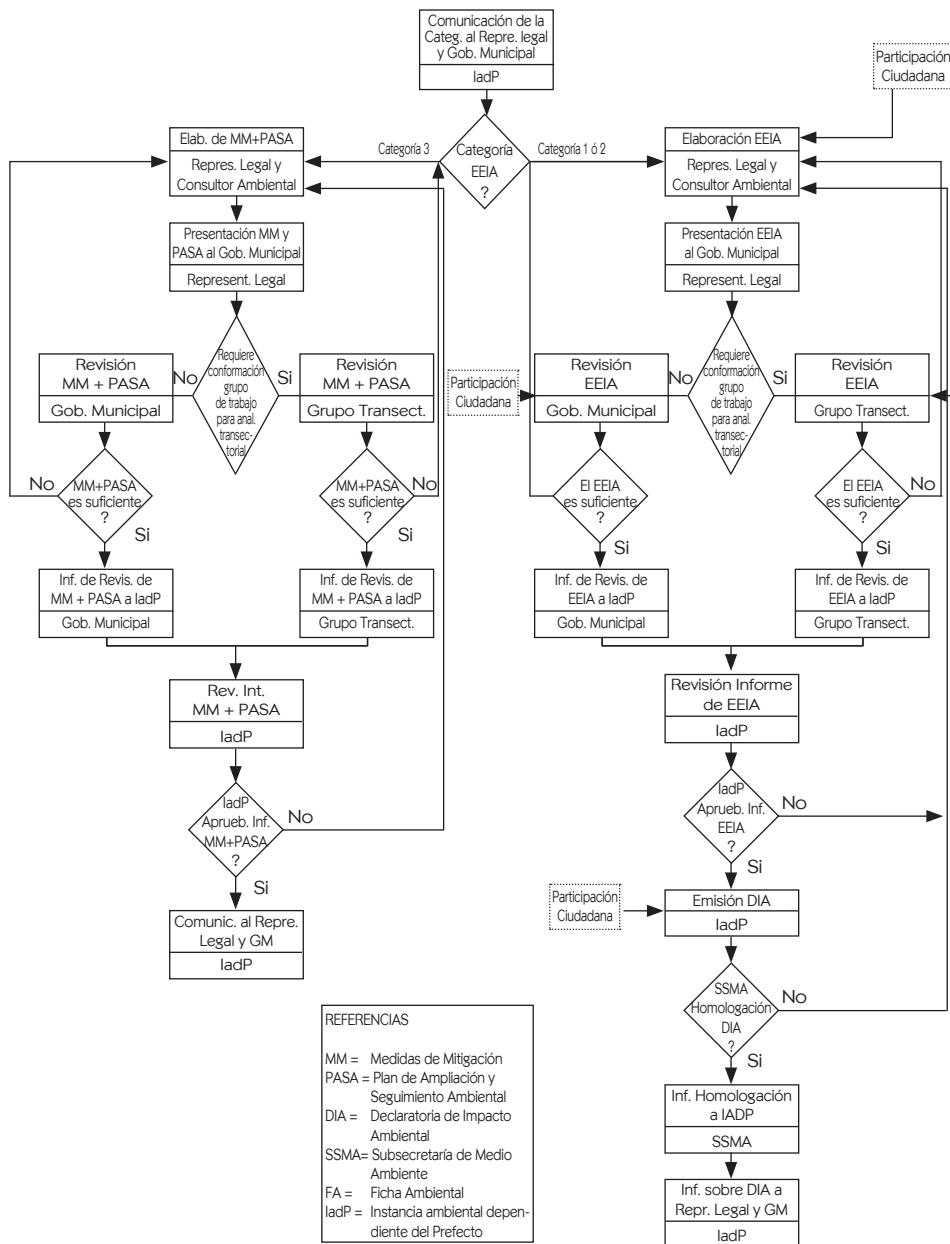 Comunicación de la
Categ. al Repre. legal
y Gob. Municipal
IadP
Participación
Ciudadana
Elab. de MM+PASA
Repres. Legal y
Consultor Ambiental
Categoría 3
Categoría
EEIA
?
Categoría 1 ó 2
Elaboración EEIA
Repres. Legal y
Consultor Ambiental
Presentación MM y
PASA al Gob. Municipal
Represent. Legal
Presentación EEIA
al Gob. Municipal
Represent. Legal
Revisión
MM + PASA
Gob. Municipal
No
Requiere
conformación
grupo
de trabajo
para anal.
transec-
torial
Si
Revisión
MM + PASA
Grupo Transect.
Participación
Ciudadana
Revisión
EEIA
Gob. Municipal
No
Requiere
conformación
grupo
de trabajo
para anal.
transec-
torial
Si
Revisión
EEIA
Grupo Transect.
No
MM+PASA
es suficiente
?
Si
MM+PASA
es suficiente
?
No
Si
El EEIA
es suficiente
?
Si
El EEIA
es suficiente
?
No
Si
Inf. de Revis. de
MM + PASA a IadP
Gob. Municipal
Inf. de Revis. de
MM + PASA a IadP
Grupo Transect.
Inf. de Revis. de
EEIA a IadP
Gob. Municipal
Inf. de Revis. de
EEIA a IadP
Grupo Transect.
Rev. Int.
MM + PASA
IadP
Revisión Informe
de EEIA
IadP
IadP
Aprueb. Inf.
MM+PASA
?
No
Si
IadP
Aprueb. Inf.
EEIA
?
No
Si
Comunic. al Repre.
Legal y GM
IadP
Participación
Ciudadana
Emisión DIA
IadP
SSMA
Homologación
DIA
?
No
Si
Inf. Homologación
a IADP
SSMA
Inf. sobre DIA a
Repr. Legal y GM
IadP
REFERENCIAS
MM = Medidas de Mitigación
PASA = Plan de Ampliación y
Seguimiento Ambiental
DIA = Declaratoria de Impacto
Ambiental
SSMA= Subsecretaría de Medio
Ambiente
FA = Ficha Ambiental
IadP = Instancia ambiental depen-
diente del Prefecto